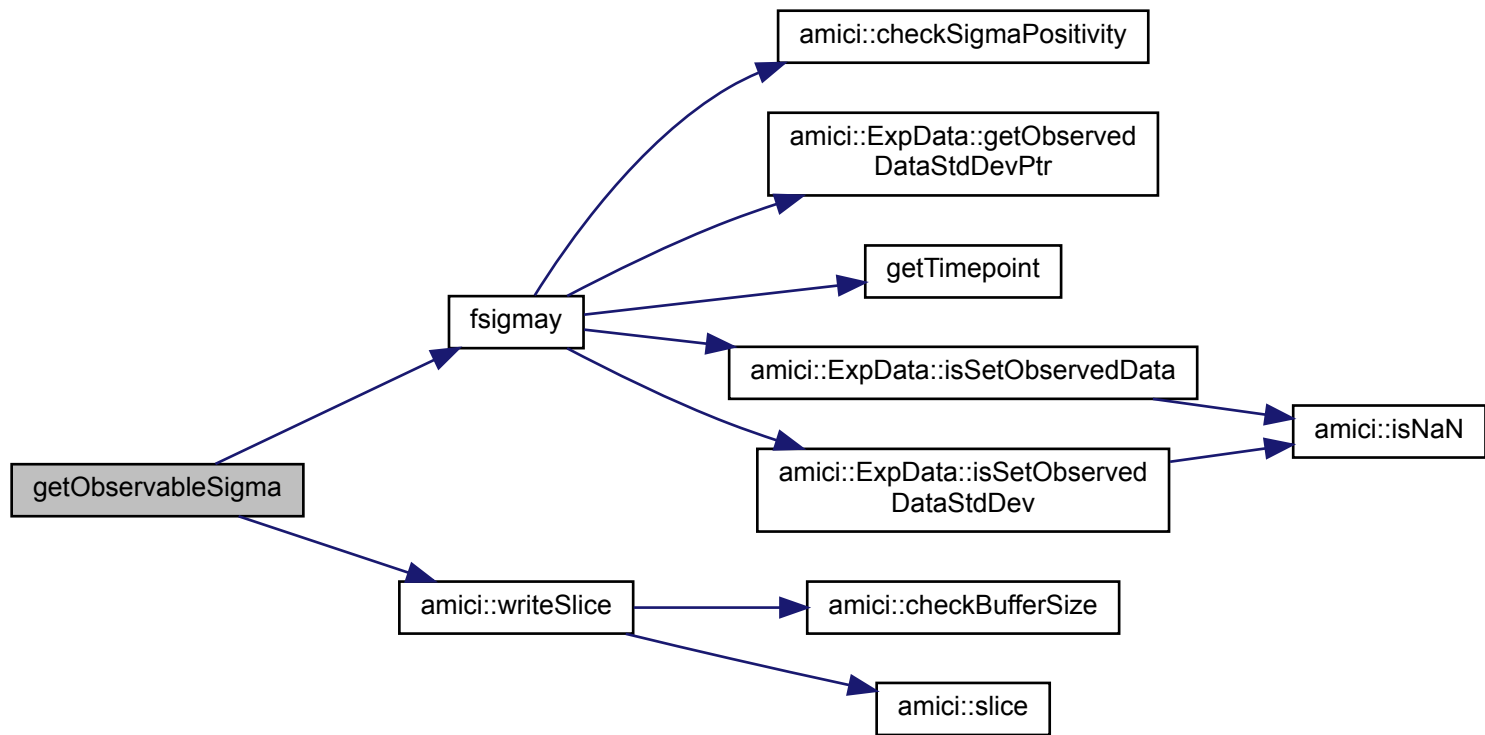 amici::checkSigmaPositivity
amici::ExpData::getObserved
DataStdDevPtr
getTimepoint
fsigmay
amici::ExpData::isSetObservedData
amici::isNaN
amici::ExpData::isSetObserved
DataStdDev
getObservableSigma
amici::writeSlice
amici::checkBufferSize
amici::slice